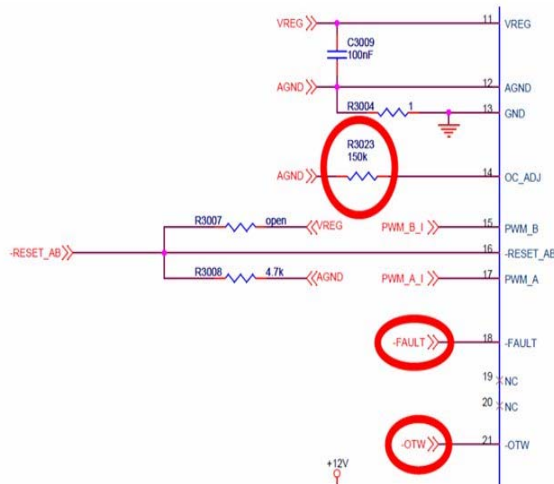 VREG 11 VREG
C3009
100nF
AGND 12 AGND
R3004 1 13 GND
R3023
150k
AGND 14 OC_ADJ
R3007 open VREG PWM_B_I 15 PWM_B
-RESET_AB 16 -RESET_AB
R3008 4.7k AGND PWM_A_I 17 PWM_A
-FAULT 18 -FAULT
19 NC
20 NC
-OTW 21 -OTW
+12V